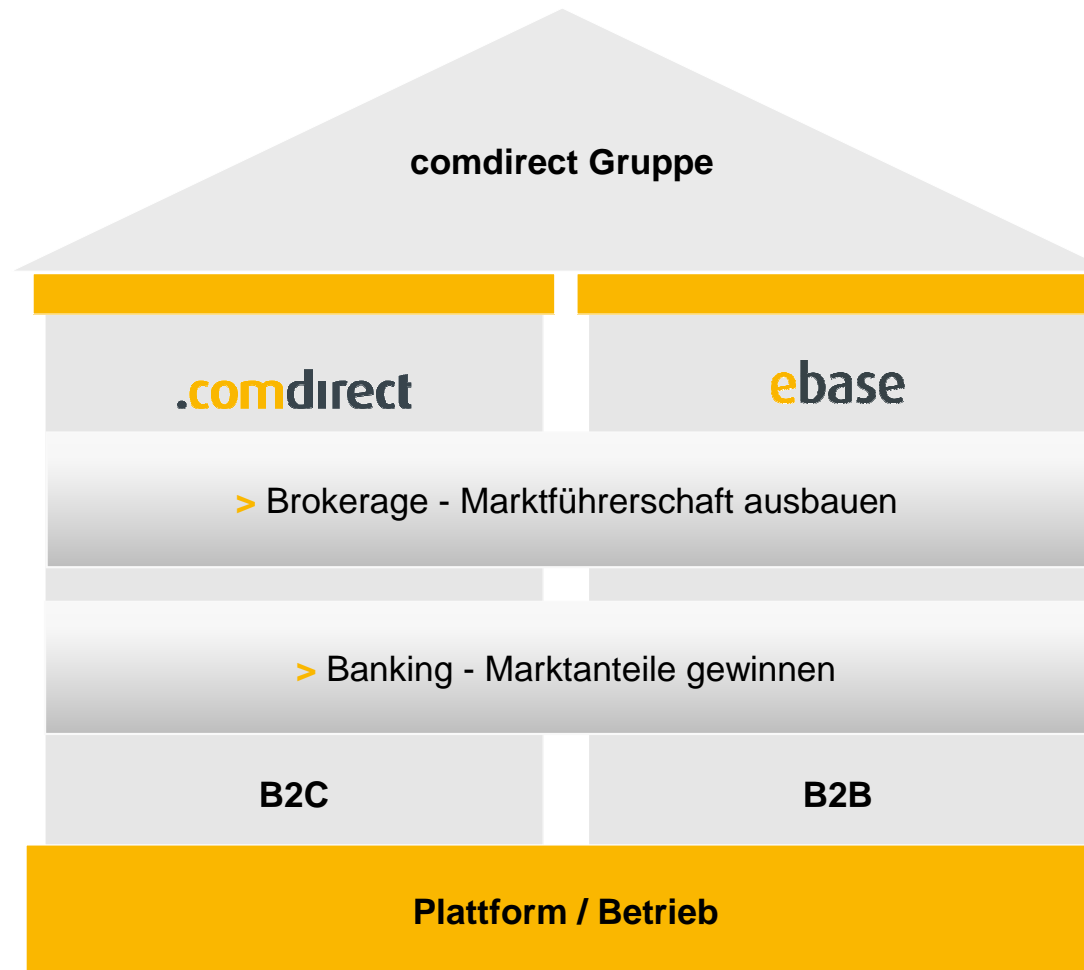 comdirect Gruppe
.comdirect
ebase
> Brokerage - Marktführerschaft ausbauen
> Banking - Marktanteile gewinnen
B2C
B2B
Plattform / Betrieb